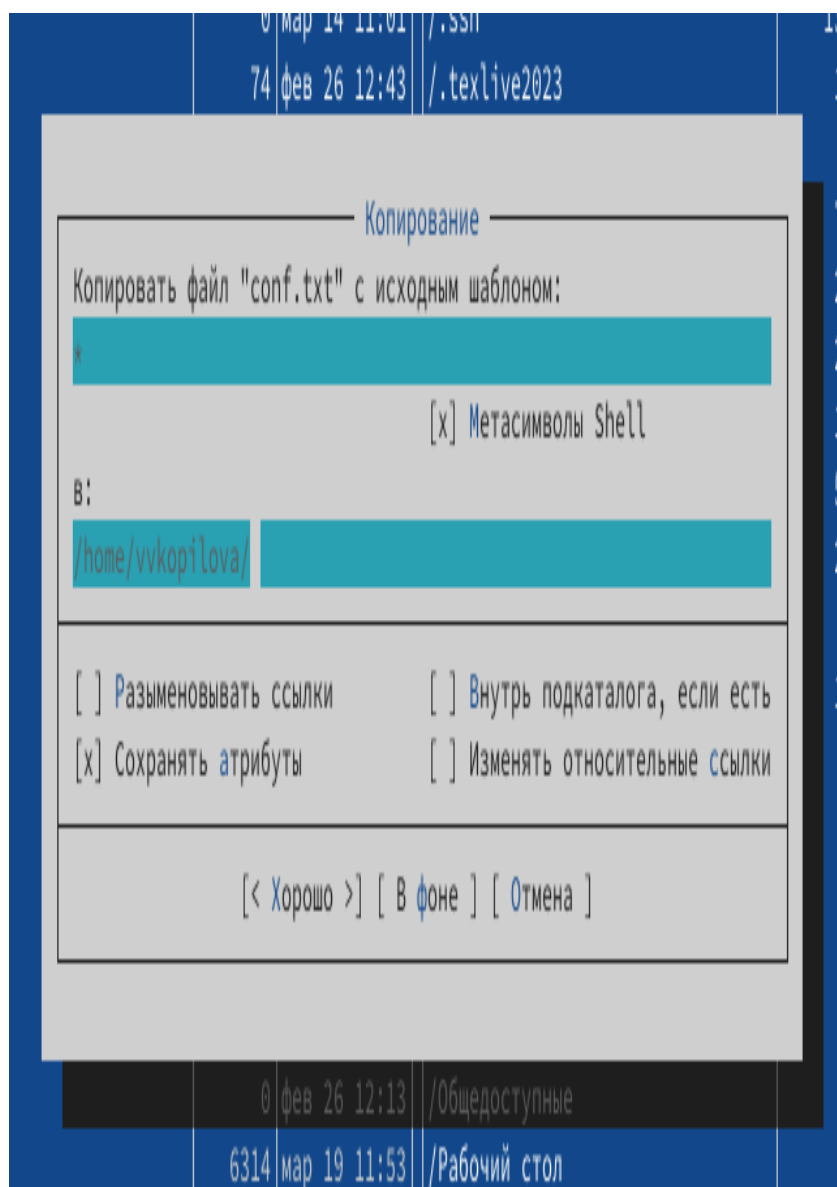 0 мар 14 11:01 /.ssh
74 фев 26 12:43 /.texlive2023
Копирование
Копировать файл "conf.txt" с исходным шаблоном:
*
[x] Метасимволы Shell
в:
/home/vvkopilova/
[ ] Разыменовывать ссылки [ ] Внутрь подкаталога, если есть
[x] Сохранять атрибуты [ ] Изменять относительные ссылки
[< Хорошо >] [ В фоне ] [ Отмена ]
0 фев 26 12:13 /Общедоступные
6314 мар 19 11:53 /Рабочий стол